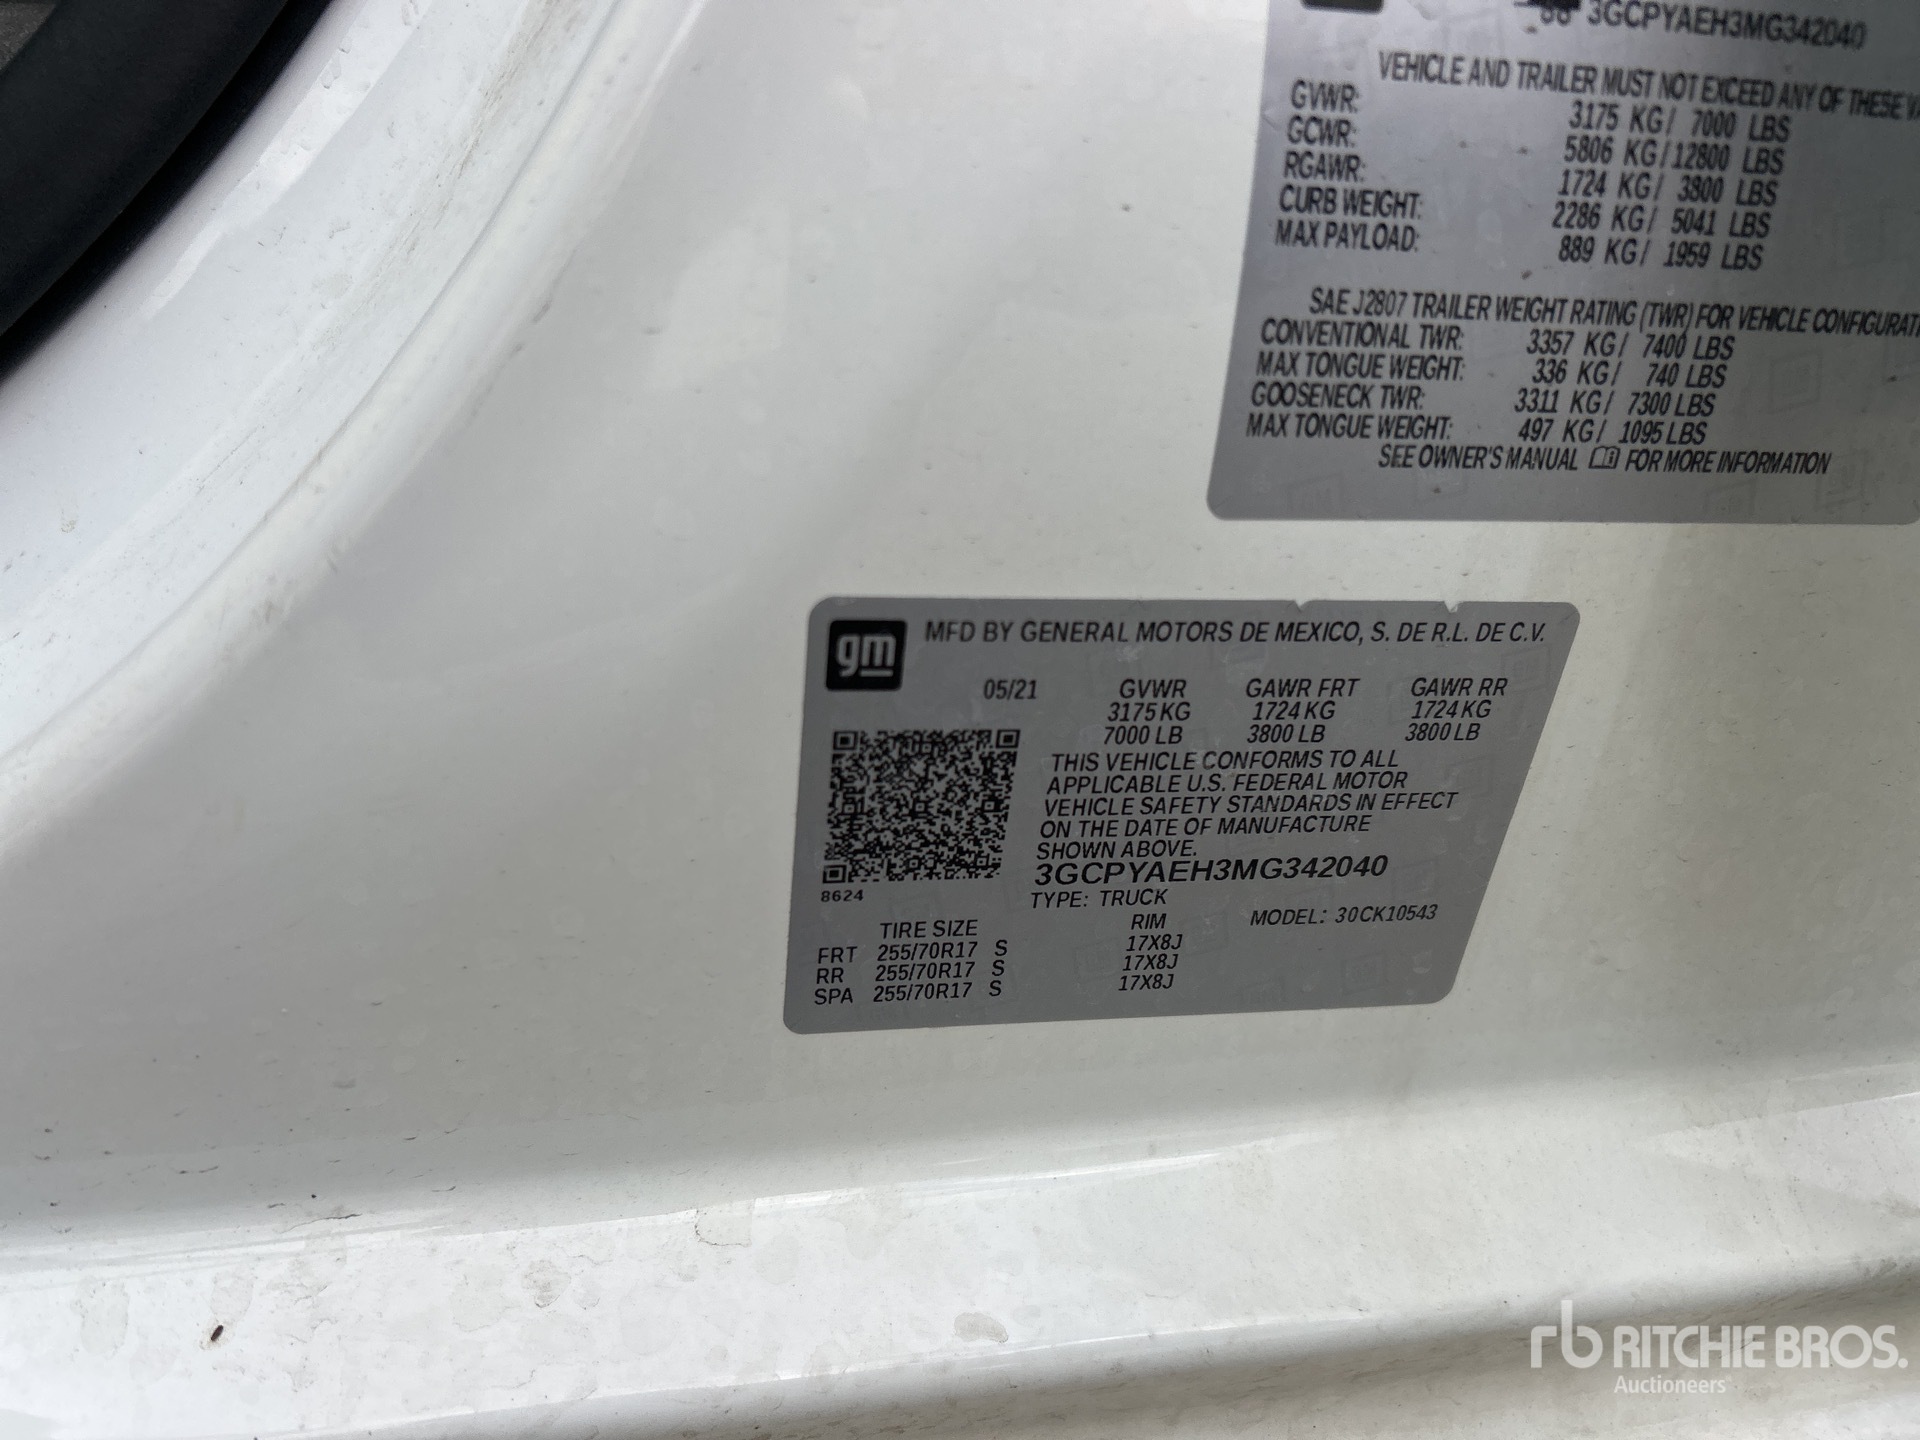 3GCPYAEH3MG342040
VEHICLE AND TRAILER MUST NOT EXCEED ANY OF THESE
GVWR: 3175 KG/ 7000 LBS
GCWR: 5806 KG/12800 LBS
RGAWR: 1724 KG/ 3800 LBS
CURB WEIGHT: 2286 KG/ 5041 LBS
MAX PAYLOAD: 889 KG/ 1959 LBS
SAE J2807 TRAILER WEIGHT RATING (TWR) FOR VEHICLE
CONVENTIONAL TWR: 3357 KG/ 7400 LBS
MAX TONGUE WEIGHT: 336 KG/ 740 LBS
GOOSENECK TWR: 3311 KG/ 7300 LBS
MAX TONGUE WEIGHT: 497 KG/ 1095 LBS
SEE OWNER'S MANUAL FOR MORE INFORMATION
gm MFD BY GENERAL MOTORS DE MEXICO, S. DE R.L. DE C.V.
05/21 GVWR GAWR FRT GAWR RR
3175 KG 1724 KG 1724 KG
7000 LB 3800 LB 3800 LB
THIS VEHICLE CONFORMS TO ALL
APPLICABLE U.S. FEDERAL MOTOR
VEHICLE SAFETY STANDARDS IN EFFECT
ON THE DATE OF MANUFACTURE
SHOWN ABOVE.
3GCPYAEH3MG342040
8624
TYPE: TRUCK
TIRE SIZE RIM MODEL: 30CK10543
FRT 255/70R17 S 17X8J
RR 255/70R17 S 17X8J
SPA 255/70R17 S 17X8J
rb RITCHIE BROS.
Auctioneers